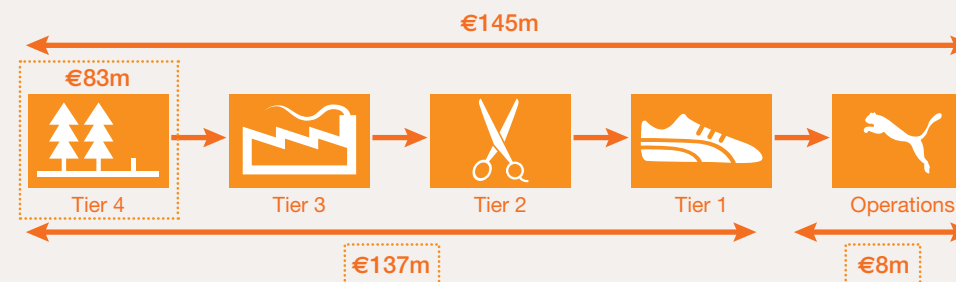 €145m
€83m
Tier 4
Tier 3
Tier 2
Tier 1
Operations
€137m
€8m